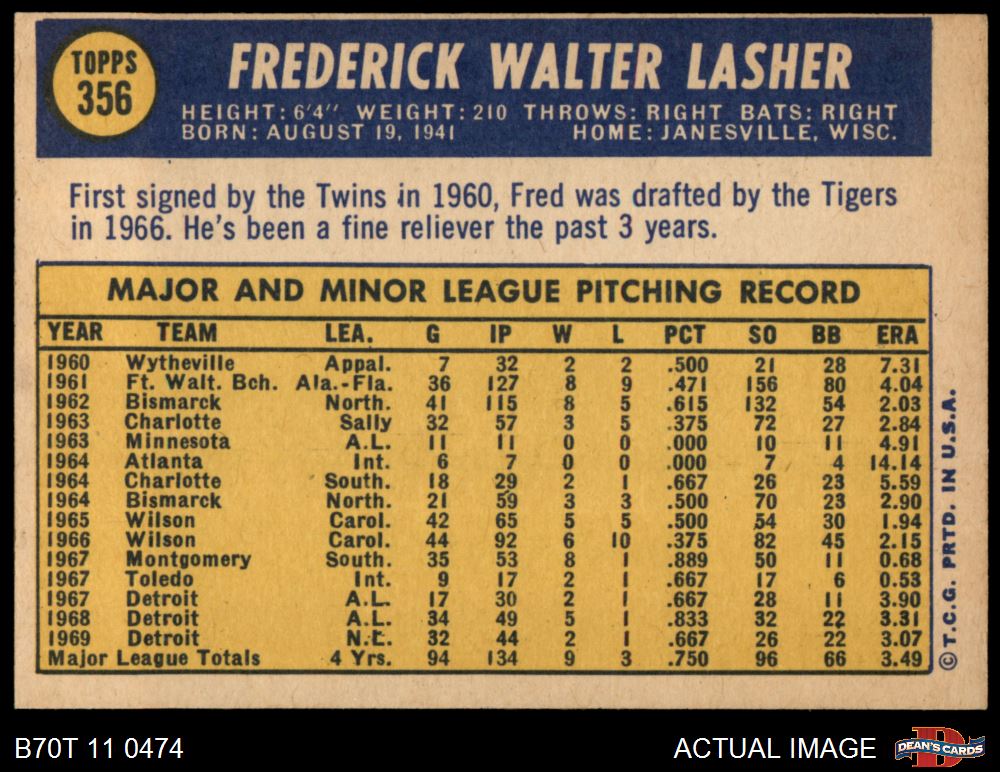 TOPPS
356
FREDERICK WALTER LASHER
HEIGHT: 6'4" WEIGHT: 210 THROWS: RIGHT BATS: RIGHT
BORN: AUGUST 19, 1941 HOME: JANESVILLE, WISC.
First signed by the Twins in 1960, Fred was drafted by the Tigers
in 1966. He's been a fine reliever the past 3 years.
MAJOR AND MINOR LEAGUE PITCHING RECORD
YEAR TEAM LEA. G IP W L PCT SO BB ERA
1960 Wytheville Appal. 7 32 2 2 .500 21 28 7.31
1961 Ft. Walt. Bch. Ala.-Fla. 36 127 8 9 .471 156 80 4.04
1962 Bismarck North. 41 115 8 5 .615 132 54 2.03
1963 Charlotte Sally 32 57 3 5 .375 72 27 2.84
1963 Minnesota A.L. 11 11 0 0 .000 10 11 4.91
1964 Atlanta Int. 6 7 0 0 .000 7 4 14.14
1964 Charlotte South. 18 29 2 1 .667 26 23 5.59
1964 Bismarck North. 21 59 3 3 .500 70 23 2.90
1965 Wilson Carol. 42 65 5 5 .500 54 30 1.94
1966 Wilson Carol. 44 92 6 10 .375 82 45 2.15
1967 Montgomery South. 35 53 8 1 .889 50 11 0.68
1967 Toledo Int. 9 17 2 1 .667 17 6 0.53
1967 Detroit A.L. 17 30 2 1 .667 28 11 3.90
1968 Detroit A.L. 34 49 5 1 .833 32 22 3.31
1969 Detroit N.L. 32 44 2 1 .667 26 22 3.07
Major League Totals 4 Yrs. 94 134 9 3 .750 96 66 3.49
© T.C.G. PRTD. IN U.S.A.
B70T 11 0474
ACTUAL IMAGE
D
DEAN'S CARDS